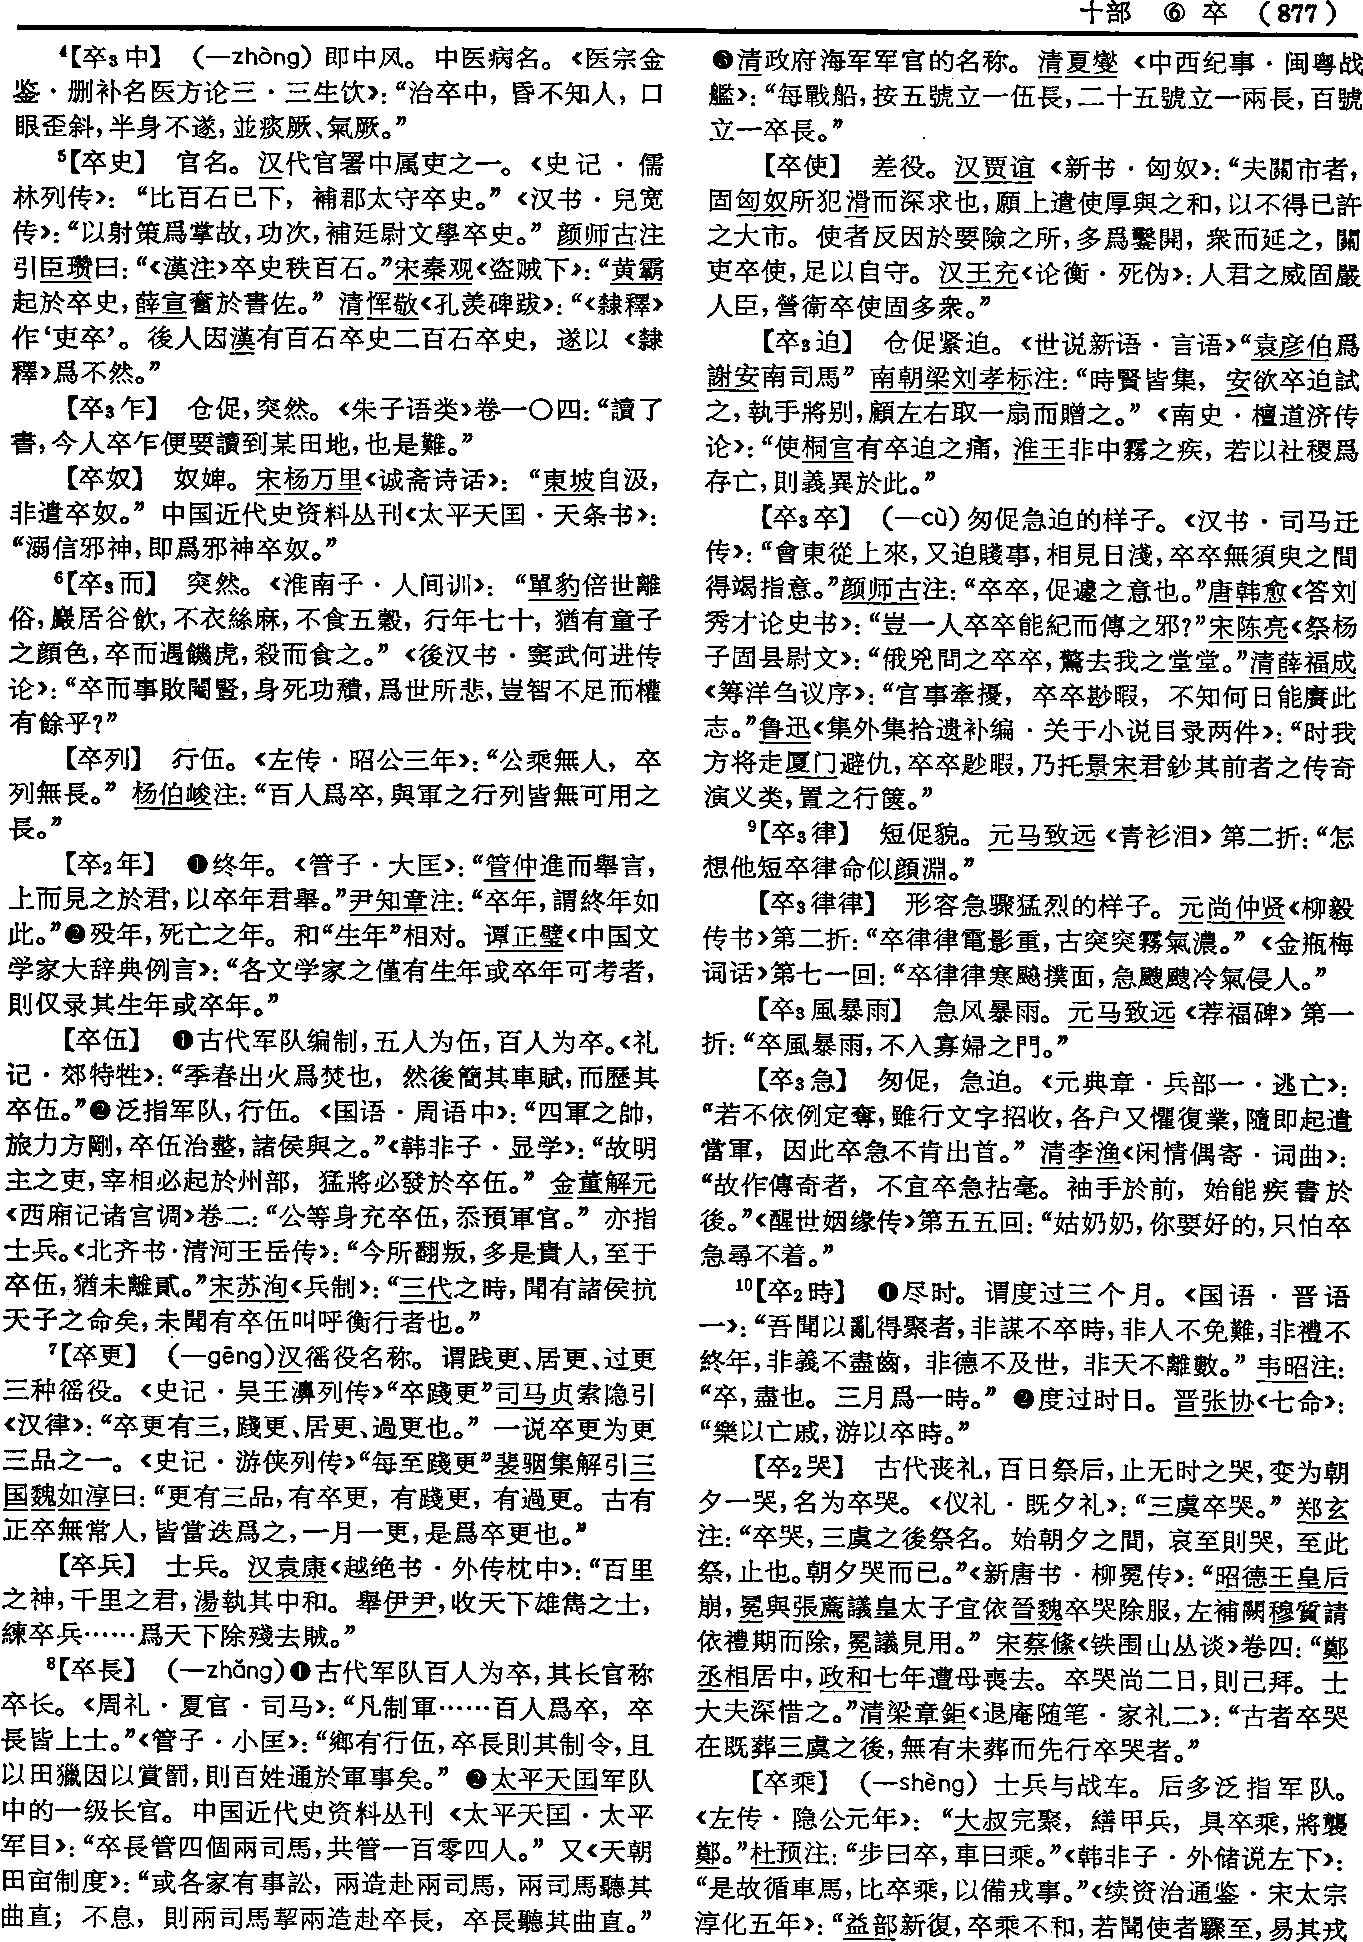 十部 ⑥ 卒 （877）
⁴【卒₃中】 （—zhòng）即中风。中医病名。《医宗金
鉴·删补名医方论三·三生饮》：“治卒中，昏不知人，口
眼歪斜，半身不遂，並痰厥、氣厥。”
⁵【卒史】 官名。汉代官署中属吏之一。《史记·儒
林列传》：“比百石已下，補郡太守卒史。”《汉书·兒宽
传》：“以射策爲掌故，功次，補廷尉文學卒史。”颜师古注
引臣瓒曰：“《漢注》卒史秩百石。”宋秦观《盗贼下》：“黄霸
起於卒史，薛宣奮於書佐。”清恽敬《孔羡碑跋》：“《隸釋》
作‘吏卒’。後人因漢有百石卒史二百石卒史，遂以《隸
釋》爲不然。”
【卒₃乍】 仓促，突然。《朱子语类》卷一〇四：“讀了
書，今人卒乍便要讀到某田地，也是難。”
【卒奴】 奴婢。宋杨万里《诚斋诗话》：“東坡自汲，
非遣卒奴。”中国近代史资料丛刊《太平天囯·天条书》：
“溺信邪神，即爲邪神卒奴。”
⁶【卒₃而】 突然。《淮南子·人间训》：“單豹倍世離
俗，巖居谷飲，不衣絲麻，不食五穀，行年七十，猶有童子
之顔色，卒而遇饑虎，殺而食之。”《後汉书·窦武何进传
论》：“卒而事敗閹豎，身死功穨，爲世所悲，豈智不足而權
有餘乎？”
【卒列】 行伍。《左传·昭公三年》：“公乘無人，卒
列無長。”杨伯峻注：“百人爲卒，與軍之行列皆無可用之
長。”
【卒₂年】 ❶终年。《管子·大匡》：“管仲進而舉言，
上而見之於君，以卒年君舉。”尹知章注：“卒年，謂終年如
此。”❷殁年，死亡之年。和“生年”相对。谭正璧《中国文
学家大辞典例言》：“各文学家之僅有生年或卒年可考者，
則仅录其生年或卒年。”
【卒伍】 ❶古代军队编制，五人为伍，百人为卒。《礼
记·郊特牲》：“季春出火爲焚也，然後簡其車賦，而歷其
卒伍。”❷泛指军队，行伍。《国语·周语中》：“四軍之帥，
旅力方剛，卒伍治整，諸侯與之。”《韩非子·显学》：“故明
主之吏，宰相必起於州部，猛將必發於卒伍。”金董解元
《西厢记诸宫调》卷二：“公等身充卒伍，忝預軍官。”亦指
士兵。《北齐书·清河王岳传》：“今所翻叛，多是貴人，至于
卒伍，猶未離貳。”宋苏洵《兵制》：“三代之時，聞有諸侯抗
天子之命矣，未聞有卒伍叫呼衡行者也。”
⁷【卒更】 （—gēng）汉徭役名称。谓践更、居更、过更
三种徭役。《史记·吴王濞列传》“卒踐更”司马贞索隐引
《汉律》：“卒更有三，踐更、居更、過更也。”一说卒更为更
三品之一。《史记·游侠列传》“每至踐更”裴骃集解引三
国魏如淳曰：“更有三品，有卒更，有踐更，有過更。古有
正卒無常人，皆當迭爲之，一月一更，是爲卒更也。”
【卒兵】 士兵。汉袁康《越绝书·外传枕中》：“百里
之神，千里之君，湯執其中和。舉伊尹，收天下雄雋之士，
練卒兵……爲天下除殘去賊。”
⁸【卒長】 （—zhǎng）❶古代军队百人为卒，其长官称
卒长。《周礼·夏官·司马》：“凡制軍……百人爲卒，卒
長皆上士。”《管子·小匡》：“鄉有行伍，卒長則其制令，且
以田獵因以賞罰，則百姓通於軍事矣。”❷太平天囯军队
中的一级长官。中国近代史资料丛刊《太平天囯·太平
军目》：“卒長管四個兩司馬，共管一百零四人。”又《天朝
田亩制度》：“或各家有事訟，兩造赴兩司馬，兩司馬聽其
曲直；不息，則兩司馬挈兩造赴卒長，卒長聽其曲直。”
❸清政府海军军官的名称。清夏燮《中西纪事·闽粤战
艦》：“每戰船，按五號立一伍長，二十五號立一兩長，百號
立一卒長。”
【卒使】 差役。汉贾谊《新书·匈奴》：“夫關市者，
固匈奴所犯滑而深求也，願上遣使厚與之和，以不得已許
之大市。使者反因於要險之所，多爲鑿開，衆而延之，關
吏卒使，足以自守。汉王充《论衡·死伪》：人君之威固嚴
人臣，營衛卒使固多衆。”
【卒₃迫】 仓促紧迫。《世说新语·言语》“袁彦伯爲
謝安南司馬”南朝梁刘孝标注：“時賢皆集，安欲卒迫試
之，執手將别，顧左右取一扇而贈之。”《南史·檀道济传
论》：“使桐宫有卒迫之痛，淮王非中霧之疾，若以社稷爲
存亡，則義異於此。”
【卒₃卒】 （—cù）匆促急迫的样子。《汉书·司马迁
传》：“會東從上來，又迫賤事，相見日淺，卒卒無須臾之間
得竭指意。”颜师古注：“卒卒，促遽之意也。”唐韩愈《答刘
秀才论史书》：“豈一人卒卒能紀而傳之邪？”宋陈亮《祭杨
子固县尉文》：“俄兇問之卒卒，驚去我之堂堂。”清薛福成
《筹洋刍议序》：“官事牽擾，卒卒尠暇，不知何日能賡此
志。”鲁迅《集外集拾遗补编·关于小说目录两件》：“时我
方将走厦门避仇，卒卒尟暇，乃托景宋君鈔其前者之传奇
演义类，置之行箧。”
⁹【卒₃律】 短促貌。元马致远《青衫泪》第二折：“怎
想他短卒律命似顔淵。”
【卒₃律律】 形容急骤猛烈的样子。元尚仲贤《柳毅
传书》第二折：“卒律律電影重，古突突霧氣濃。”《金瓶梅
词话》第七一回：“卒律律寒飈撲面，急颼颼冷氣侵人。”
【卒₃風暴雨】 急风暴雨。元马致远《荐福碑》第一
折：“卒風暴雨，不入寡婦之門。”
【卒₃急】 匆促，急迫。《元典章·兵部一·逃亡》：
“若不依例定奪，雖行文字招收，各户又懼復業，隨即起遣
當軍，因此卒急不肯出首。”清李渔《闲情偶寄·词曲》：
“故作傳奇者，不宜卒急拈毫。袖手於前，始能疾書於
後。”《醒世姻缘传》第五五回：“姑奶奶，你要好的，只怕卒
急尋不着。”
¹⁰【卒₂時】 ❶尽时。谓度过三个月。《国语·晋语
一》：“吾聞以亂得聚者，非謀不卒時，非人不免難，非禮不
終年，非義不盡齒，非德不及世，非天不離數。”韦昭注：
“卒，盡也。三月爲一時。”❷度过时日。晋张协《七命》：
“樂以亡戚，游以卒時。”
【卒₂哭】 古代丧礼，百日祭后，止无时之哭，变为朝
夕一哭，名为卒哭。《仪礼·既夕礼》：“三虞卒哭。”郑玄
注：“卒哭，三虞之後祭名。始朝夕之間，哀至則哭，至此
祭，止也。朝夕哭而已。”《新唐书·柳冕传》：“昭德王皇后
崩，冕與張薦議皇太子宜依晉魏卒哭除服，左補闕穆質請
依禮期而除，冕議見用。”宋蔡絛《铁围山丛谈》卷四：“鄭
丞相居中，政和七年遭母喪去。卒哭尚二日，則已拜。士
大夫深惜之。”清梁章鉅《退庵随笔·家礼二》：“古者卒哭
在既葬三虞之後，無有未葬而先行卒哭者。”
【卒乘】 （—shèng）士兵与战车。后多泛指军队。
《左传·隐公元年》：“大叔完聚，繕甲兵，具卒乘，將襲
鄭。”杜预注：“步曰卒，車曰乘。”《韩非子·外储说左下》：
“是故循車馬，比卒乘，以備戎事。”《续资治通鉴·宋太宗
淳化五年》：“益部新復，卒乘不和，若聞使者驟至，易其戎